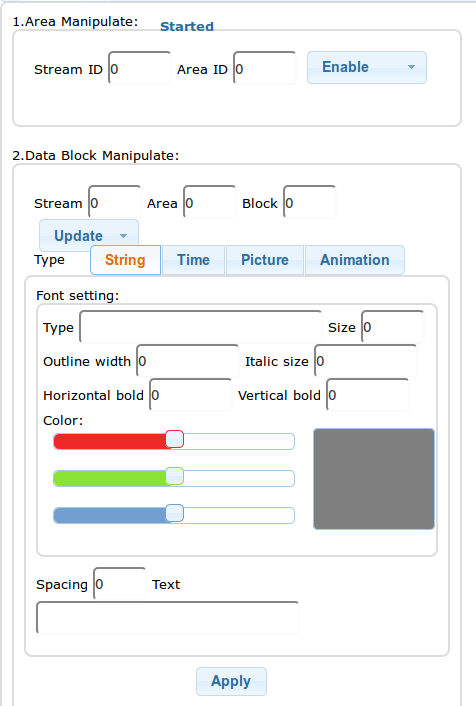 1.Area Manipulate: Started
Stream ID 0 Area ID 0 Enable
2.Data Block Manipulate:
Stream 0 Area 0 Block 0
Update
Type String Time Picture Animation
Font setting:
Type Size 0
Outline width 0 Italic size 0
Horizontal bold 0 Vertical bold 0
Color:
Spacing 0 Text
Apply